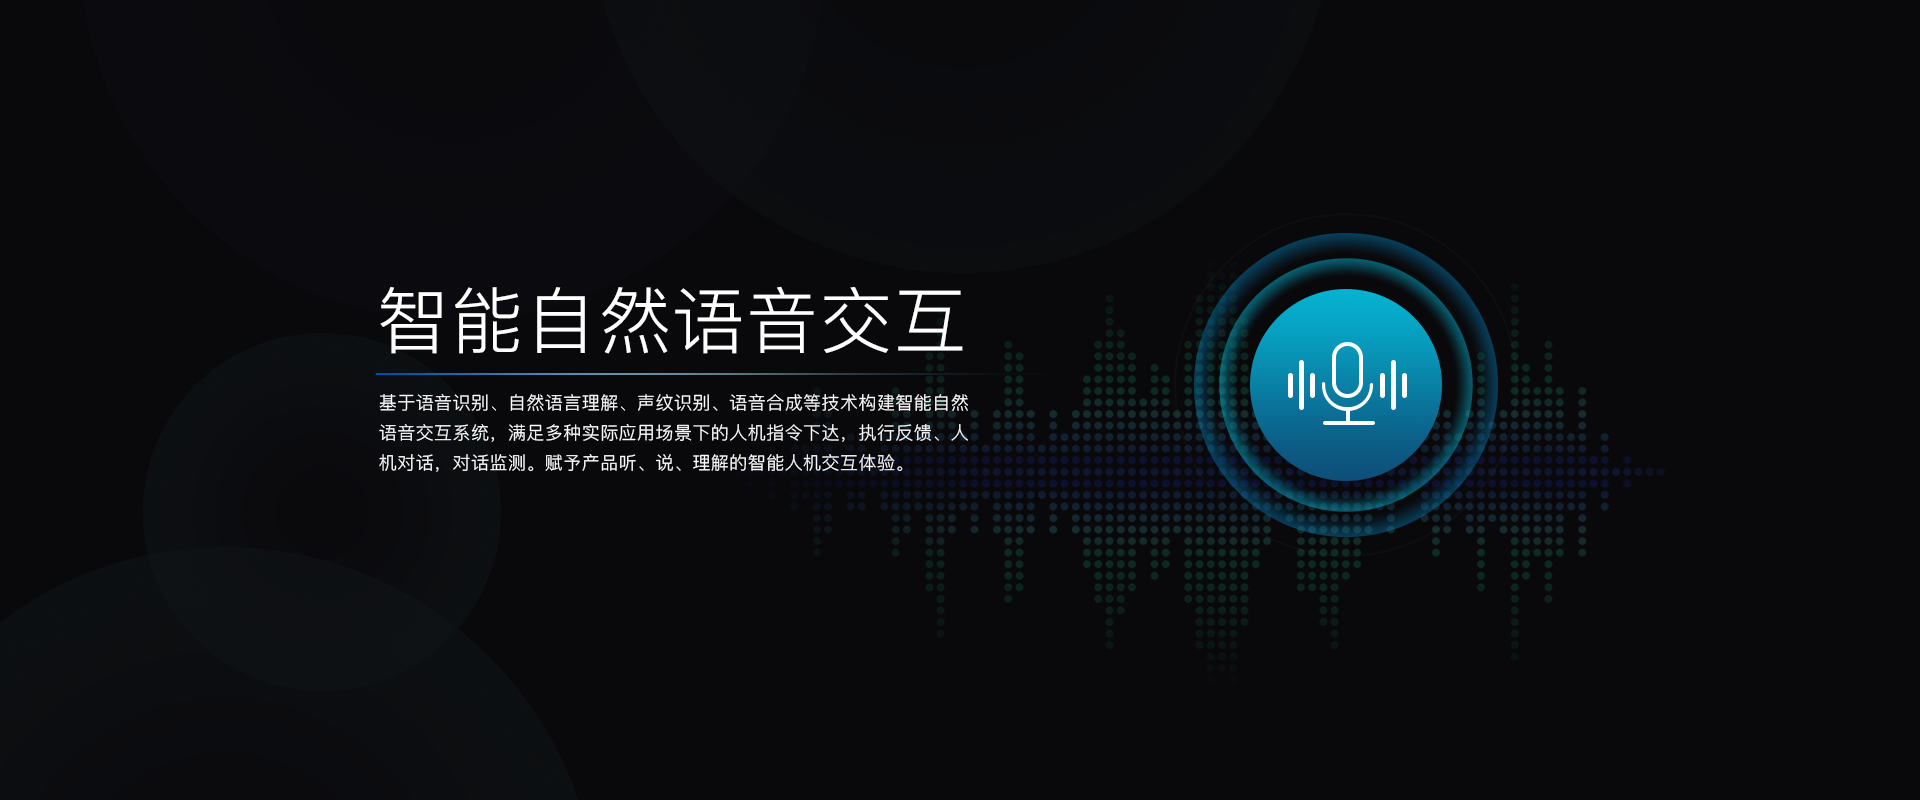 智能自然语音交互
基于语音识别、自然语言理解、声纹识别、语音合成等技术构建智能自然
语音交互系统，满足多种实际应用场景下的人机指令下达，执行反馈、人
机对话，对话监测。赋予产品听、说、理解的智能人机交互体验。